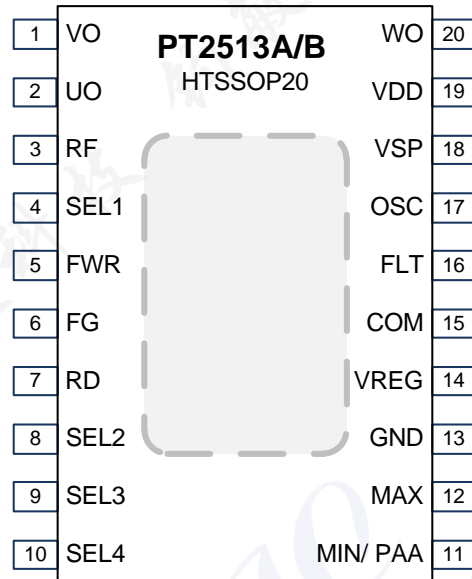 PT2513A/B
HTSSOP20
1 VO WO 20
2 UO VDD 19
3 RF VSP 18
4 SEL1 OSC 17
5 FWR FLT 16
6 FG COM 15
7 RD VREG 14
8 SEL2 GND 13
9 SEL3 MAX 12
10 SEL4 MIN/ PAA 11